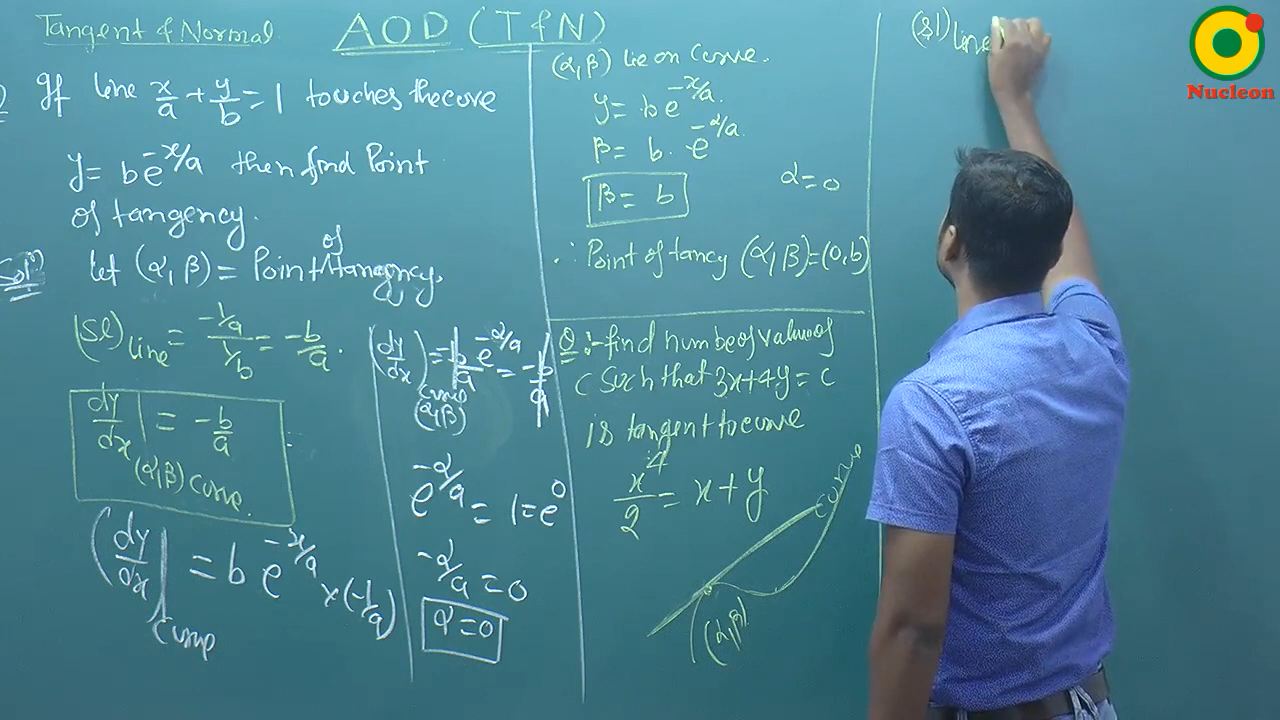 Tangent & Normal
AOD (T & N)
If line x/a + y/b = 1 touches the curve
y = be^(-x/a) then find Point
of tangency.
Sol^n
let (α, β) = Point of tangency.
(Sl)line = (-1/a)/(1/b) = -b/a.
dy/dx|(α, β) curve = -b/a
(dy/dx)curve = b e^(-x/a) × (-1/a)
(dy/dx)curve (α, β) = -b/a e^(-α/a) = -b/a
e^(-α/a) = 1 = e^0
-α/a = 0
α = 0
(α, β) lie on curve.
y = b e^(-x/a).
β = b. e^(-α/a).
β = b
α = 0
∴ Point of tancy (α, β) = (0, b)
Q :- find numbe of value of
c such that 3x + 4y = c
is tangent to curve
x^4/2 = x + y
curve
(α, β)
(Sl)line
Nucleon